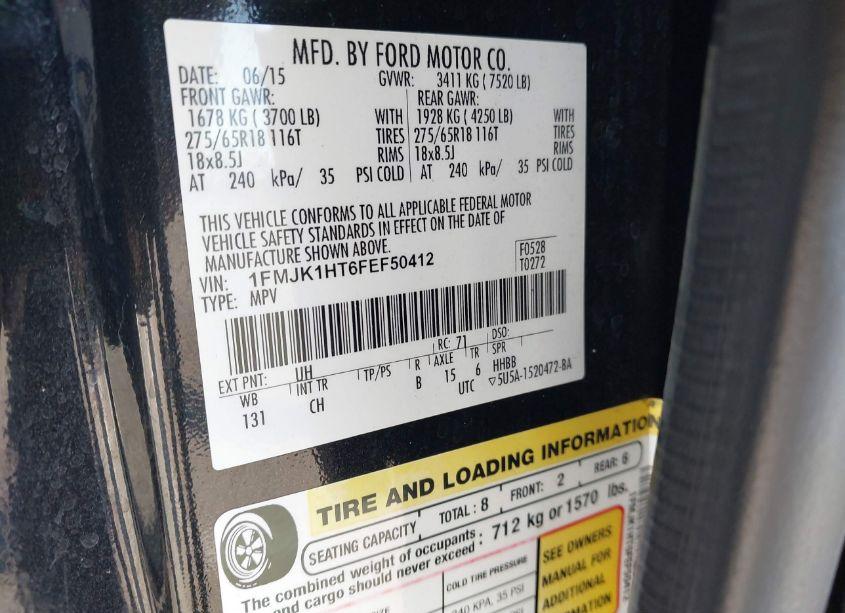 MFD. BY FORD MOTOR CO.
DATE: 06/15 GVWR: 3411 KG ( 7520 LB)
FRONT GAWR: REAR GAWR:
1678 KG ( 3700 LB) WITH 1928 KG ( 4250 LB) WITH
275/65R18 116T TIRES 275/65R18 116T TIRES
18x8.5J RIMS 18x8.5J RIMS
AT 240 kPa/ 35 PSI COLD AT 240 kPa/ 35 PSI COLD
THIS VEHICLE CONFORMS TO ALL APPLICABLE FEDERAL MOTOR
VEHICLE SAFETY STANDARDS IN EFFECT ON THE DATE OF
MANUFACTURE SHOWN ABOVE.
F0528
VIN: 1FMJK1HT6FEF50412
T0272
TYPE: MPV
EXT PNT: UH RC: 71 DSO:
WB INT TR TP/PS R AXLE TR SPR
131 CH B 15 6 HHBB
UTC ▽5U5A-1520472-BA
TIRE AND LOADING INFORMATION
SEATING CAPACITY TOTAL: 8 FRONT: 2 REAR: 6
The combined weight of occupants
and cargo should never exceed : 712 kg or 1570 lbs.
COLD TIRE PRESSURE
240 KPA, 35 PSI
SEE OWNERS
MANUAL FOR
ADDITIONAL